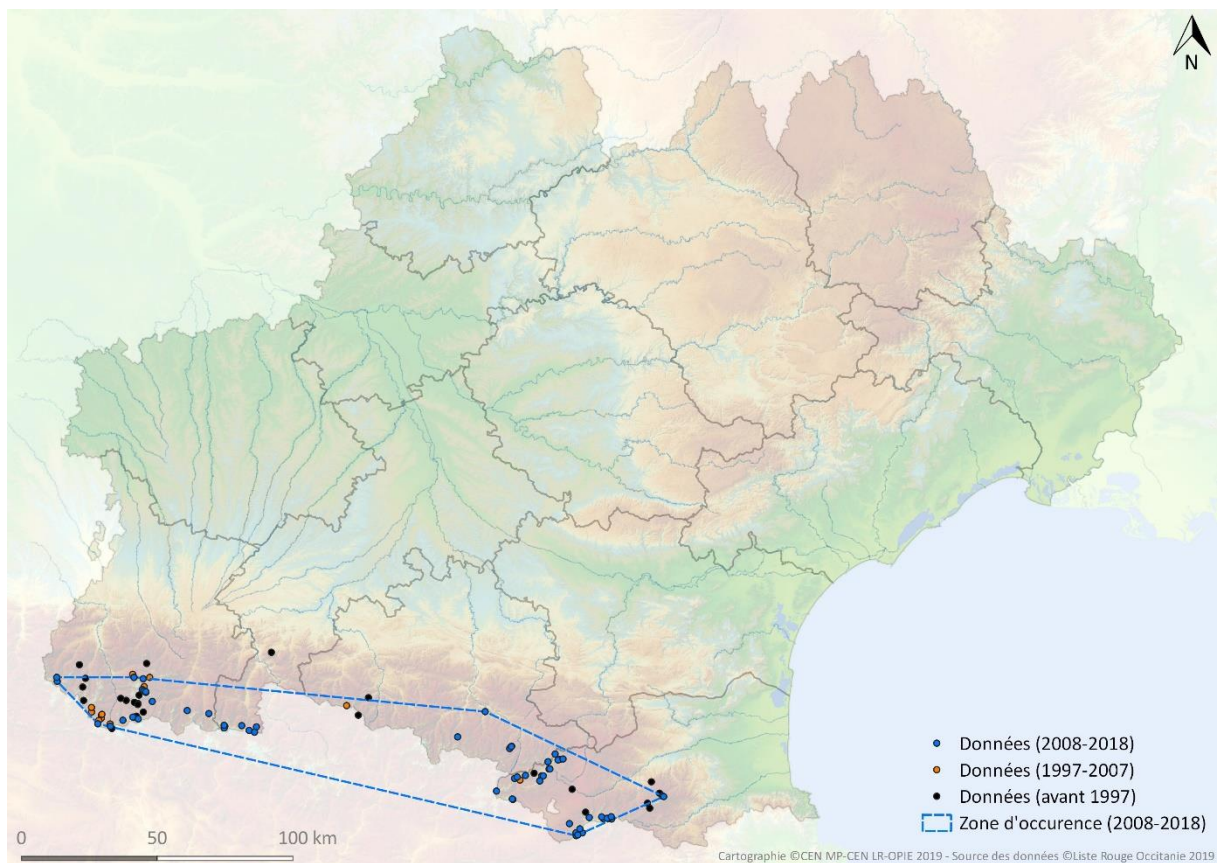 N
Données (2008-2018)
Données (1997-2007)
Données (avant 1997)
Zone d'occurence (2008-2018)
0 50 100 km
Cartographie ©CEN MP-CEN LR-OPIE 2019 - Source des données ©Liste Rouge Occitanie 2019